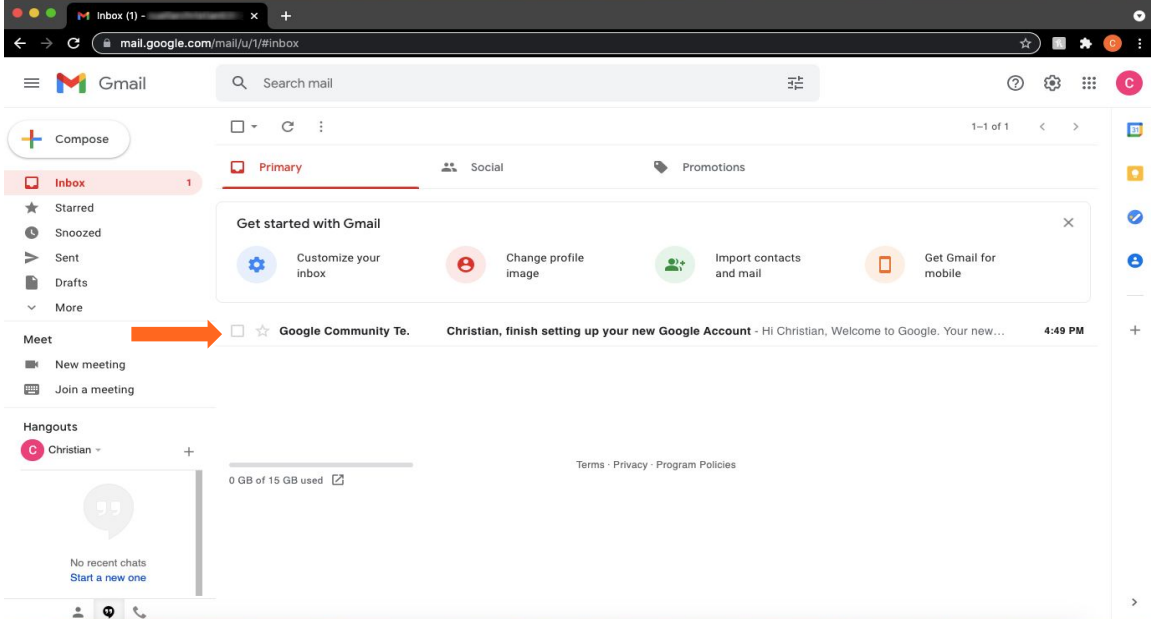 Inbox (1) -
mail.google.com/mail/u/1/#inbox
C
Gmail
Search mail
C
Compose
1–1 of 1
31
Primary
Social
Promotions
Inbox 1
Starred
Snoozed
Sent
Drafts
More
Get started with Gmail
Customize your inbox
Change profile image
Import contacts and mail
Get Gmail for mobile
Google Community Te. Christian, finish setting up your new Google Account - Hi Christian, Welcome to Google. Your new… 4:49 PM
Meet
New meeting
Join a meeting
Hangouts
C Christian
No recent chats
Start a new one
0 GB of 15 GB used
Terms · Privacy · Program Policies